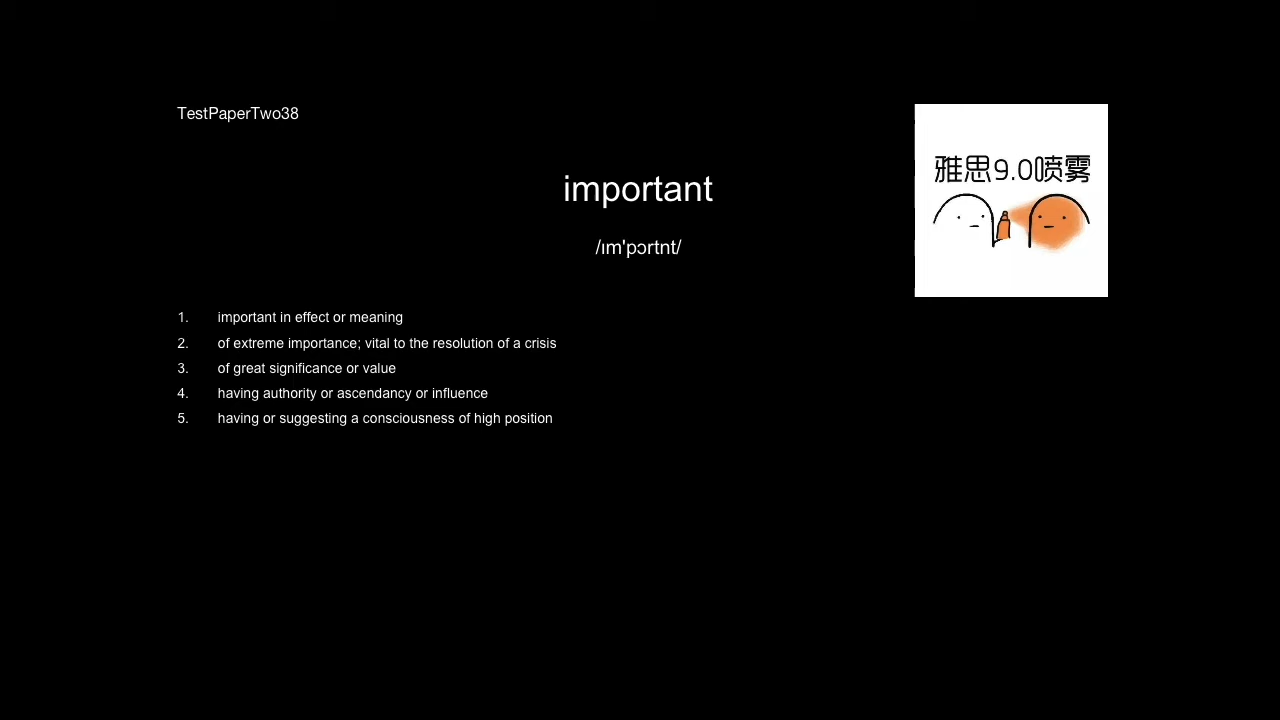 TestPaperTwo38
雅思9.0喷雾
important
/ɪm'pɔrtnt/
1. important in effect or meaning
2. of extreme importance; vital to the resolution of a crisis
3. of great significance or value
4. having authority or ascendancy or influence
5. having or suggesting a consciousness of high position